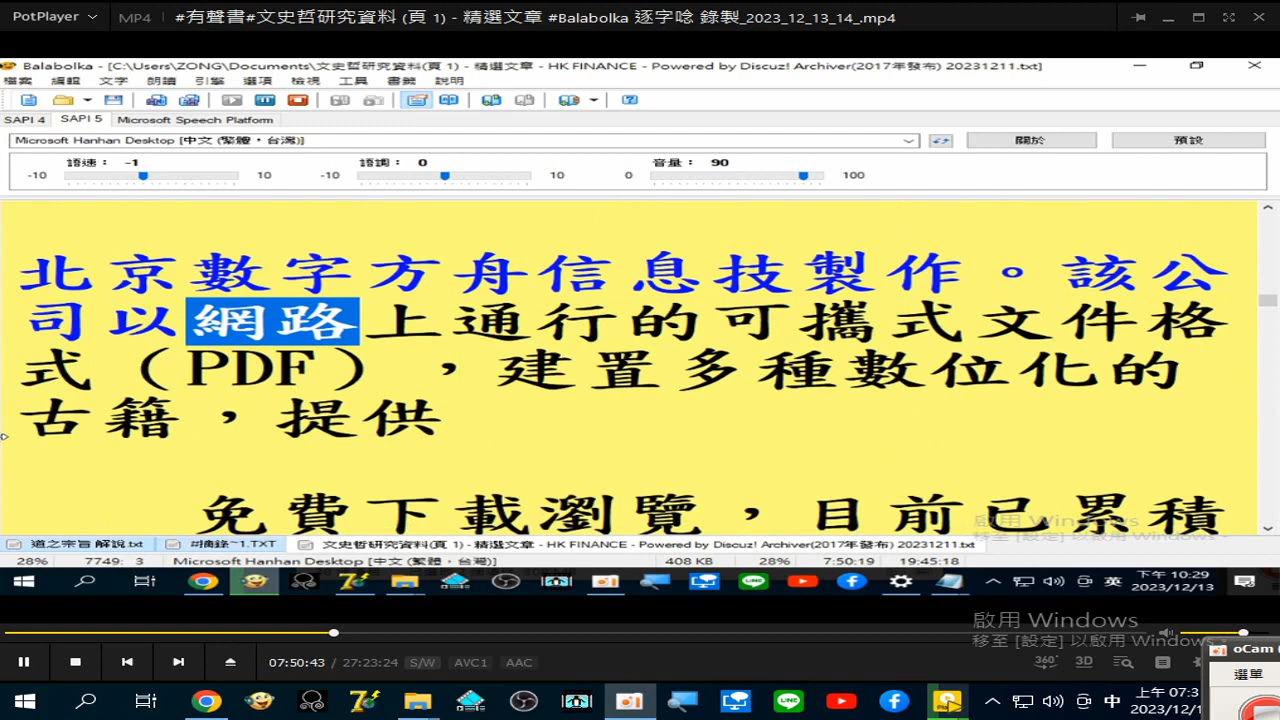 PotPlayer MP4 #有聲書#文史哲研究資料 (頁 1) - 精選文章 #Balabolka 逐字唸 錄製_2023_12_13_14_.mp4
Balabolka - [C:\Users\ZONG\Documents\文史哲研究資料(頁 1) - 精選文章 - HK FINANCE - Powered by Discuz! Archiver(2017年發布) 20231211.txt]
檔案 編輯 文字 朗讀 引擎 選項 檢視 工具 書籤 說明
SAPI 4 SAPI 5 Microsoft Speech Platform
Microsoft Hanhan Desktop [中文 (繁體，台灣)] 關於 預設
語速： -1 語調： 0 音量： 90
-10 10 -10 10 0 100
北京數字方舟信息技製作。該公
司以網路上通行的可攜式文件格
式（PDF），建置多種數位化的
古籍，提供
免費下載瀏覽，目前已累積
啟用 Windows
移至 [設定] 以啟用 Windows。
道之宗旨 解說.txt #摘錄~1.TXT 文史哲研究資料(頁 1) - 精選文章 - HK FINANCE - Powered by Discuz! Archiver(2017年發布) 20231211.txt
28% 7749: 3 Microsoft Hanhan Desktop [中文 (繁體，台灣)] 408 KB 28% 7:50:19 19:45:18
英 下午 10:29
2023/12/13
啟用 Windows
移至 [設定] 以啟用 Windows。
07:50:43 / 27:23:24 S/W AVC1 AAC 360° 3D
oCam
選單
中 上午 07:3
2023/12/1